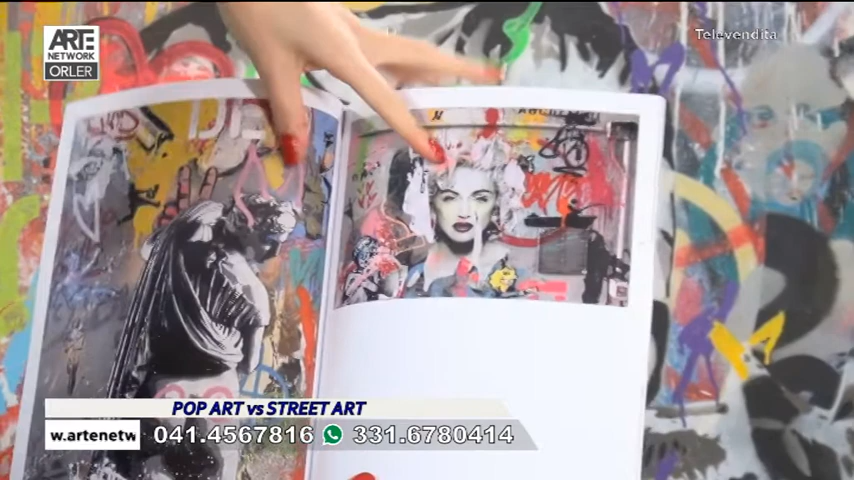 ARTE
NETWORK
ORLER
Televendita
POP ART vs STREET ART
w.artenetw
041.4567816 331.6780414